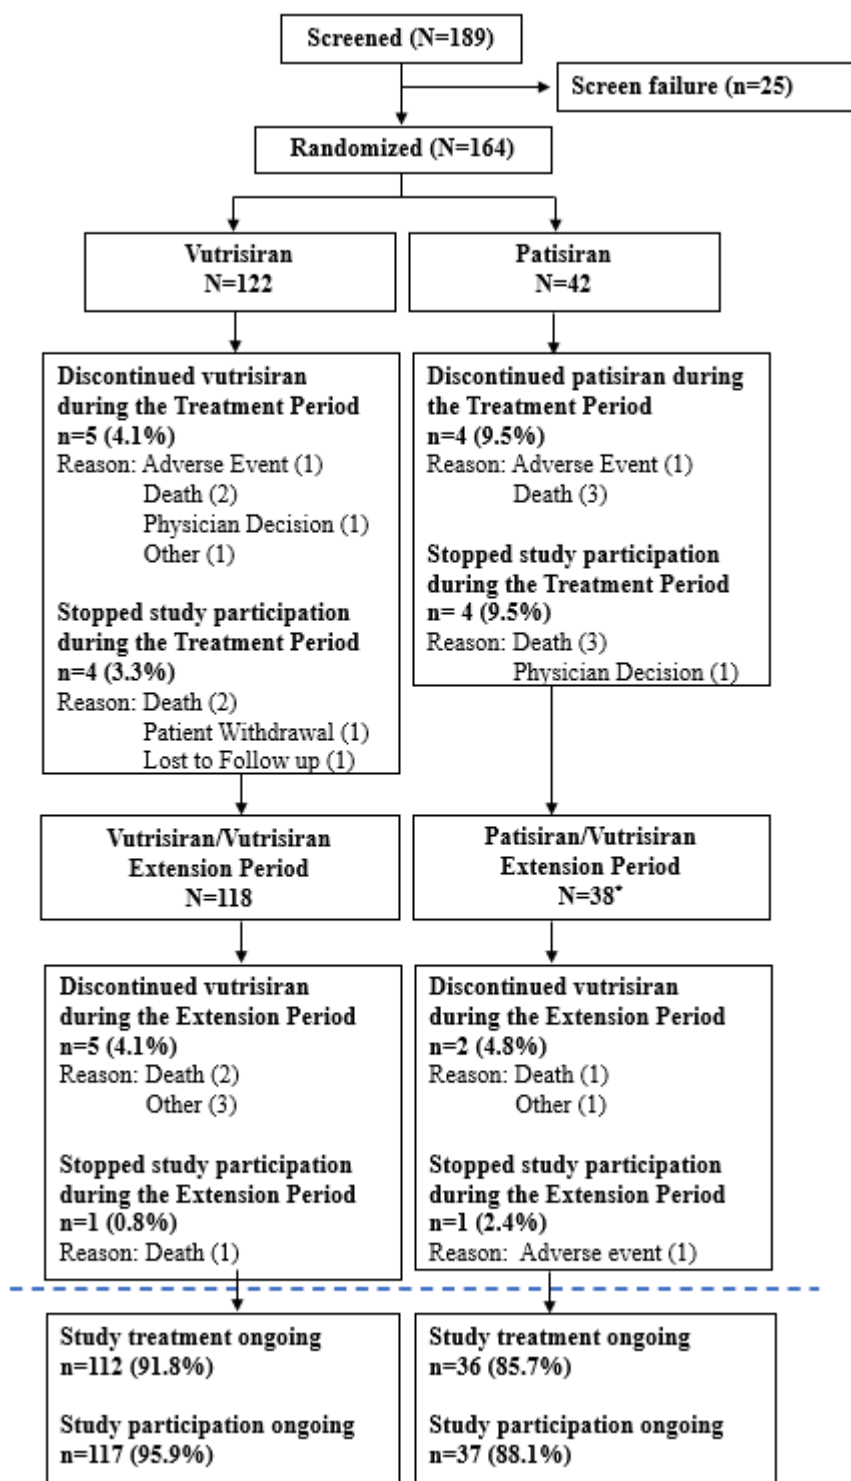 Screened (N=189)
Screen failure (n=25)
Randomized (N=164)
Vutrisiran
N=122
Patisiran
N=42
Discontinued vutrisiran
during the Treatment Period
n=5 (4.1%)
Reason: Adverse Event (1)
Death (2)
Physician Decision (1)
Other (1)
Stopped study participation
during the Treatment Period
n=4 (3.3%)
Reason: Death (2)
Patient Withdrawal (1)
Lost to Follow up (1)
Discontinued patisiran during
the Treatment Period
n=4 (9.5%)
Reason: Adverse Event (1)
Death (3)
Stopped study participation
during the Treatment Period
n= 4 (9.5%)
Reason: Death (3)
Physician Decision (1)
Vutrisiran/Vutrisiran
Extension Period
N=118
Patisiran/Vutrisiran
Extension Period
N=38*
Discontinued vutrisiran
during the Extension Period
n=5 (4.1%)
Reason: Death (2)
Other (3)
Stopped study participation
during the Extension Period
n=1 (0.8%)
Reason: Death (1)
Discontinued vutrisiran
during the Extension Period
n=2 (4.8%)
Reason: Death (1)
Other (1)
Stopped study participation
during the Extension Period
n=1 (2.4%)
Reason: Adverse event (1)
Study treatment ongoing
n=112 (91.8%)
Study participation ongoing
n=117 (95.9%)
Study treatment ongoing
n=36 (85.7%)
Study participation ongoing
n=37 (88.1%)